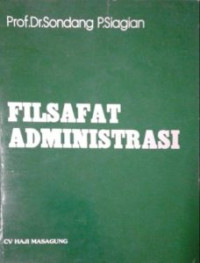 Prof.Dr.Sondang P.Siagian
FILSAFAT
ADMINISTRASI
CV HAJI MASAGUNG